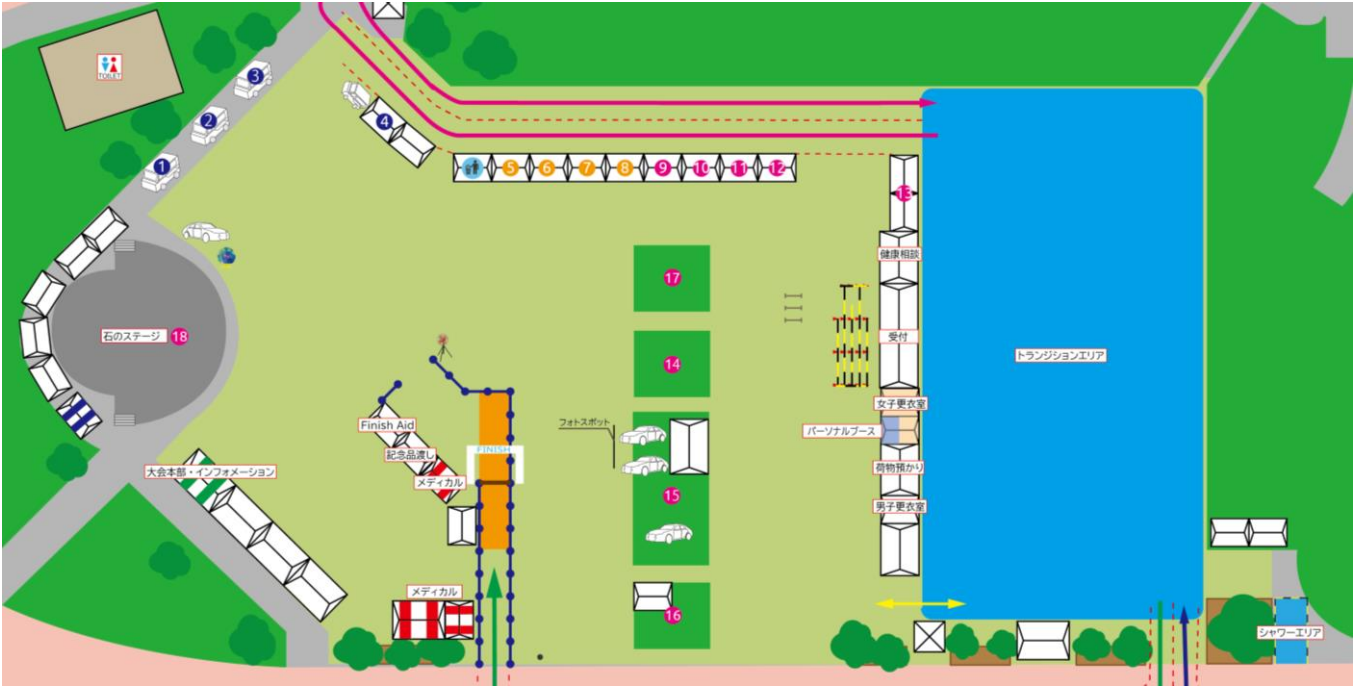 TOILET
3
2
4
1
5
6
7
8
9
10
11
12
13
健康相談
17
石のステージ
18
受付
トランジションエリア
14
女子更衣室
Finish Aid
フォトスポット
パーソナルブース
記念品渡し
FINISH
大会本部・インフォメーション
荷物預かり
メディカル
15
男子更衣室
メディカル
16
シャワーエリア